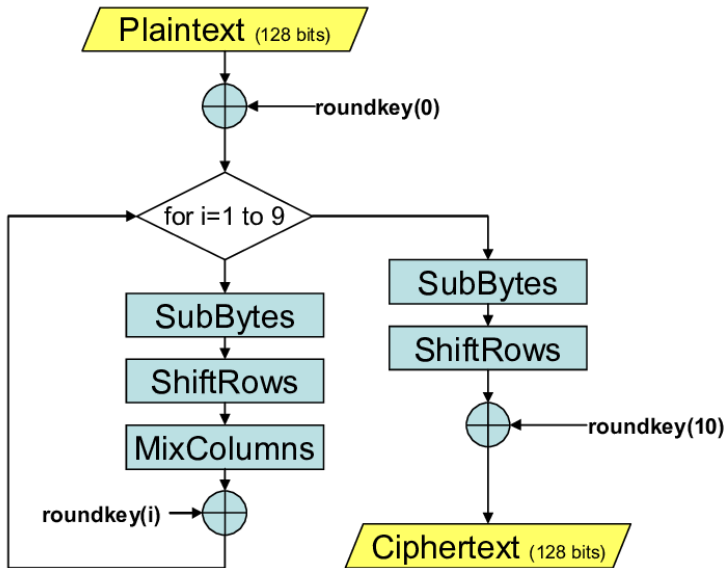 Plaintext (128 bits)
roundkey(0)
for i=1 to 9
SubBytes
ShiftRows
MixColumns
roundkey(i)
SubBytes
ShiftRows
roundkey(10)
Ciphertext (128 bits)